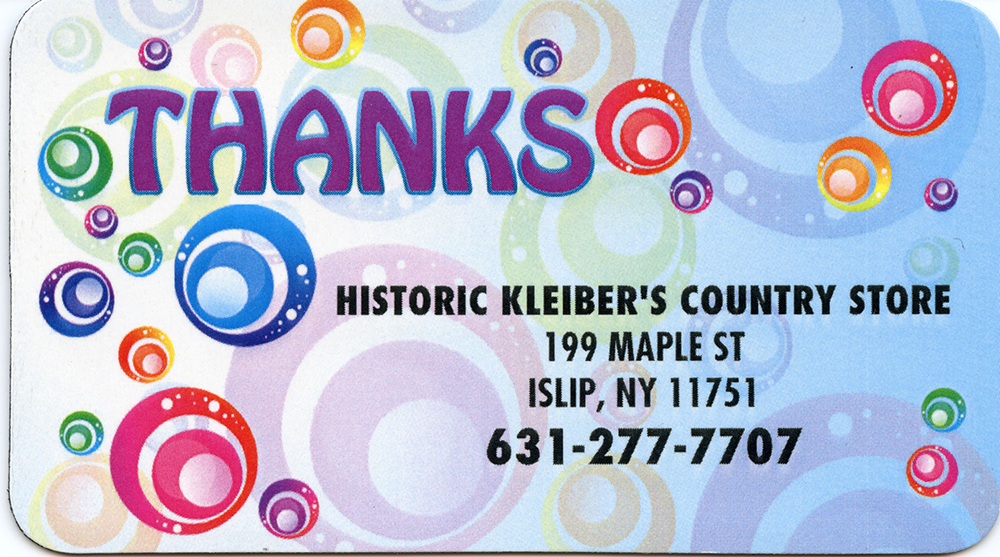 THANKS
HISTORIC KLEIBER'S COUNTRY STORE
199 MAPLE ST
ISLIP, NY 11751
631-277-7707